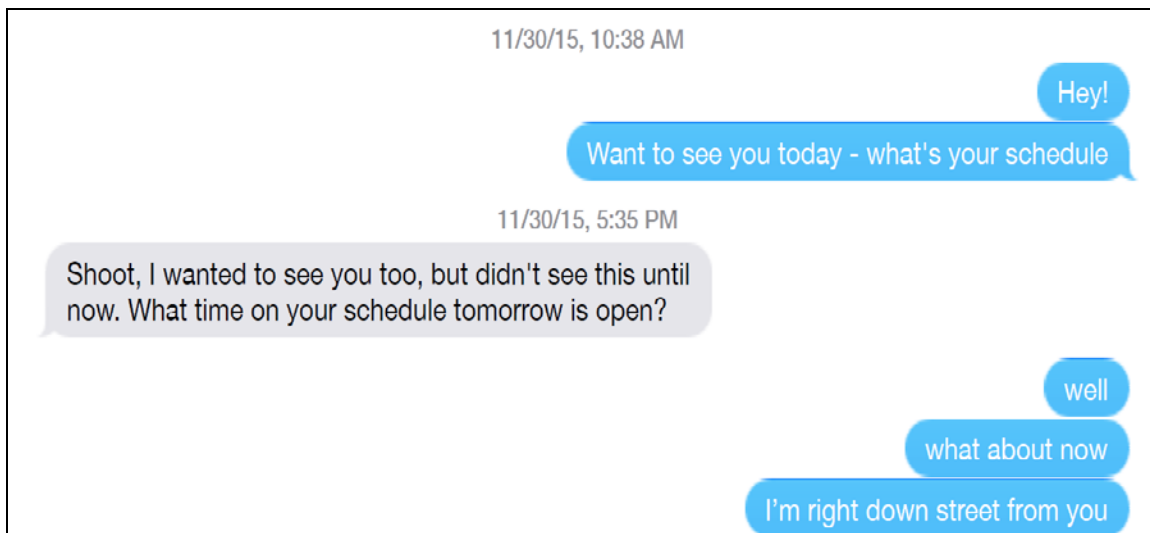 11/30/15, 10:38 AM
Hey!
Want to see you today - what's your schedule
11/30/15, 5:35 PM
Shoot, I wanted to see you too, but didn't see this until
now. What time on your schedule tomorrow is open?
well
what about now
I'm right down street from you